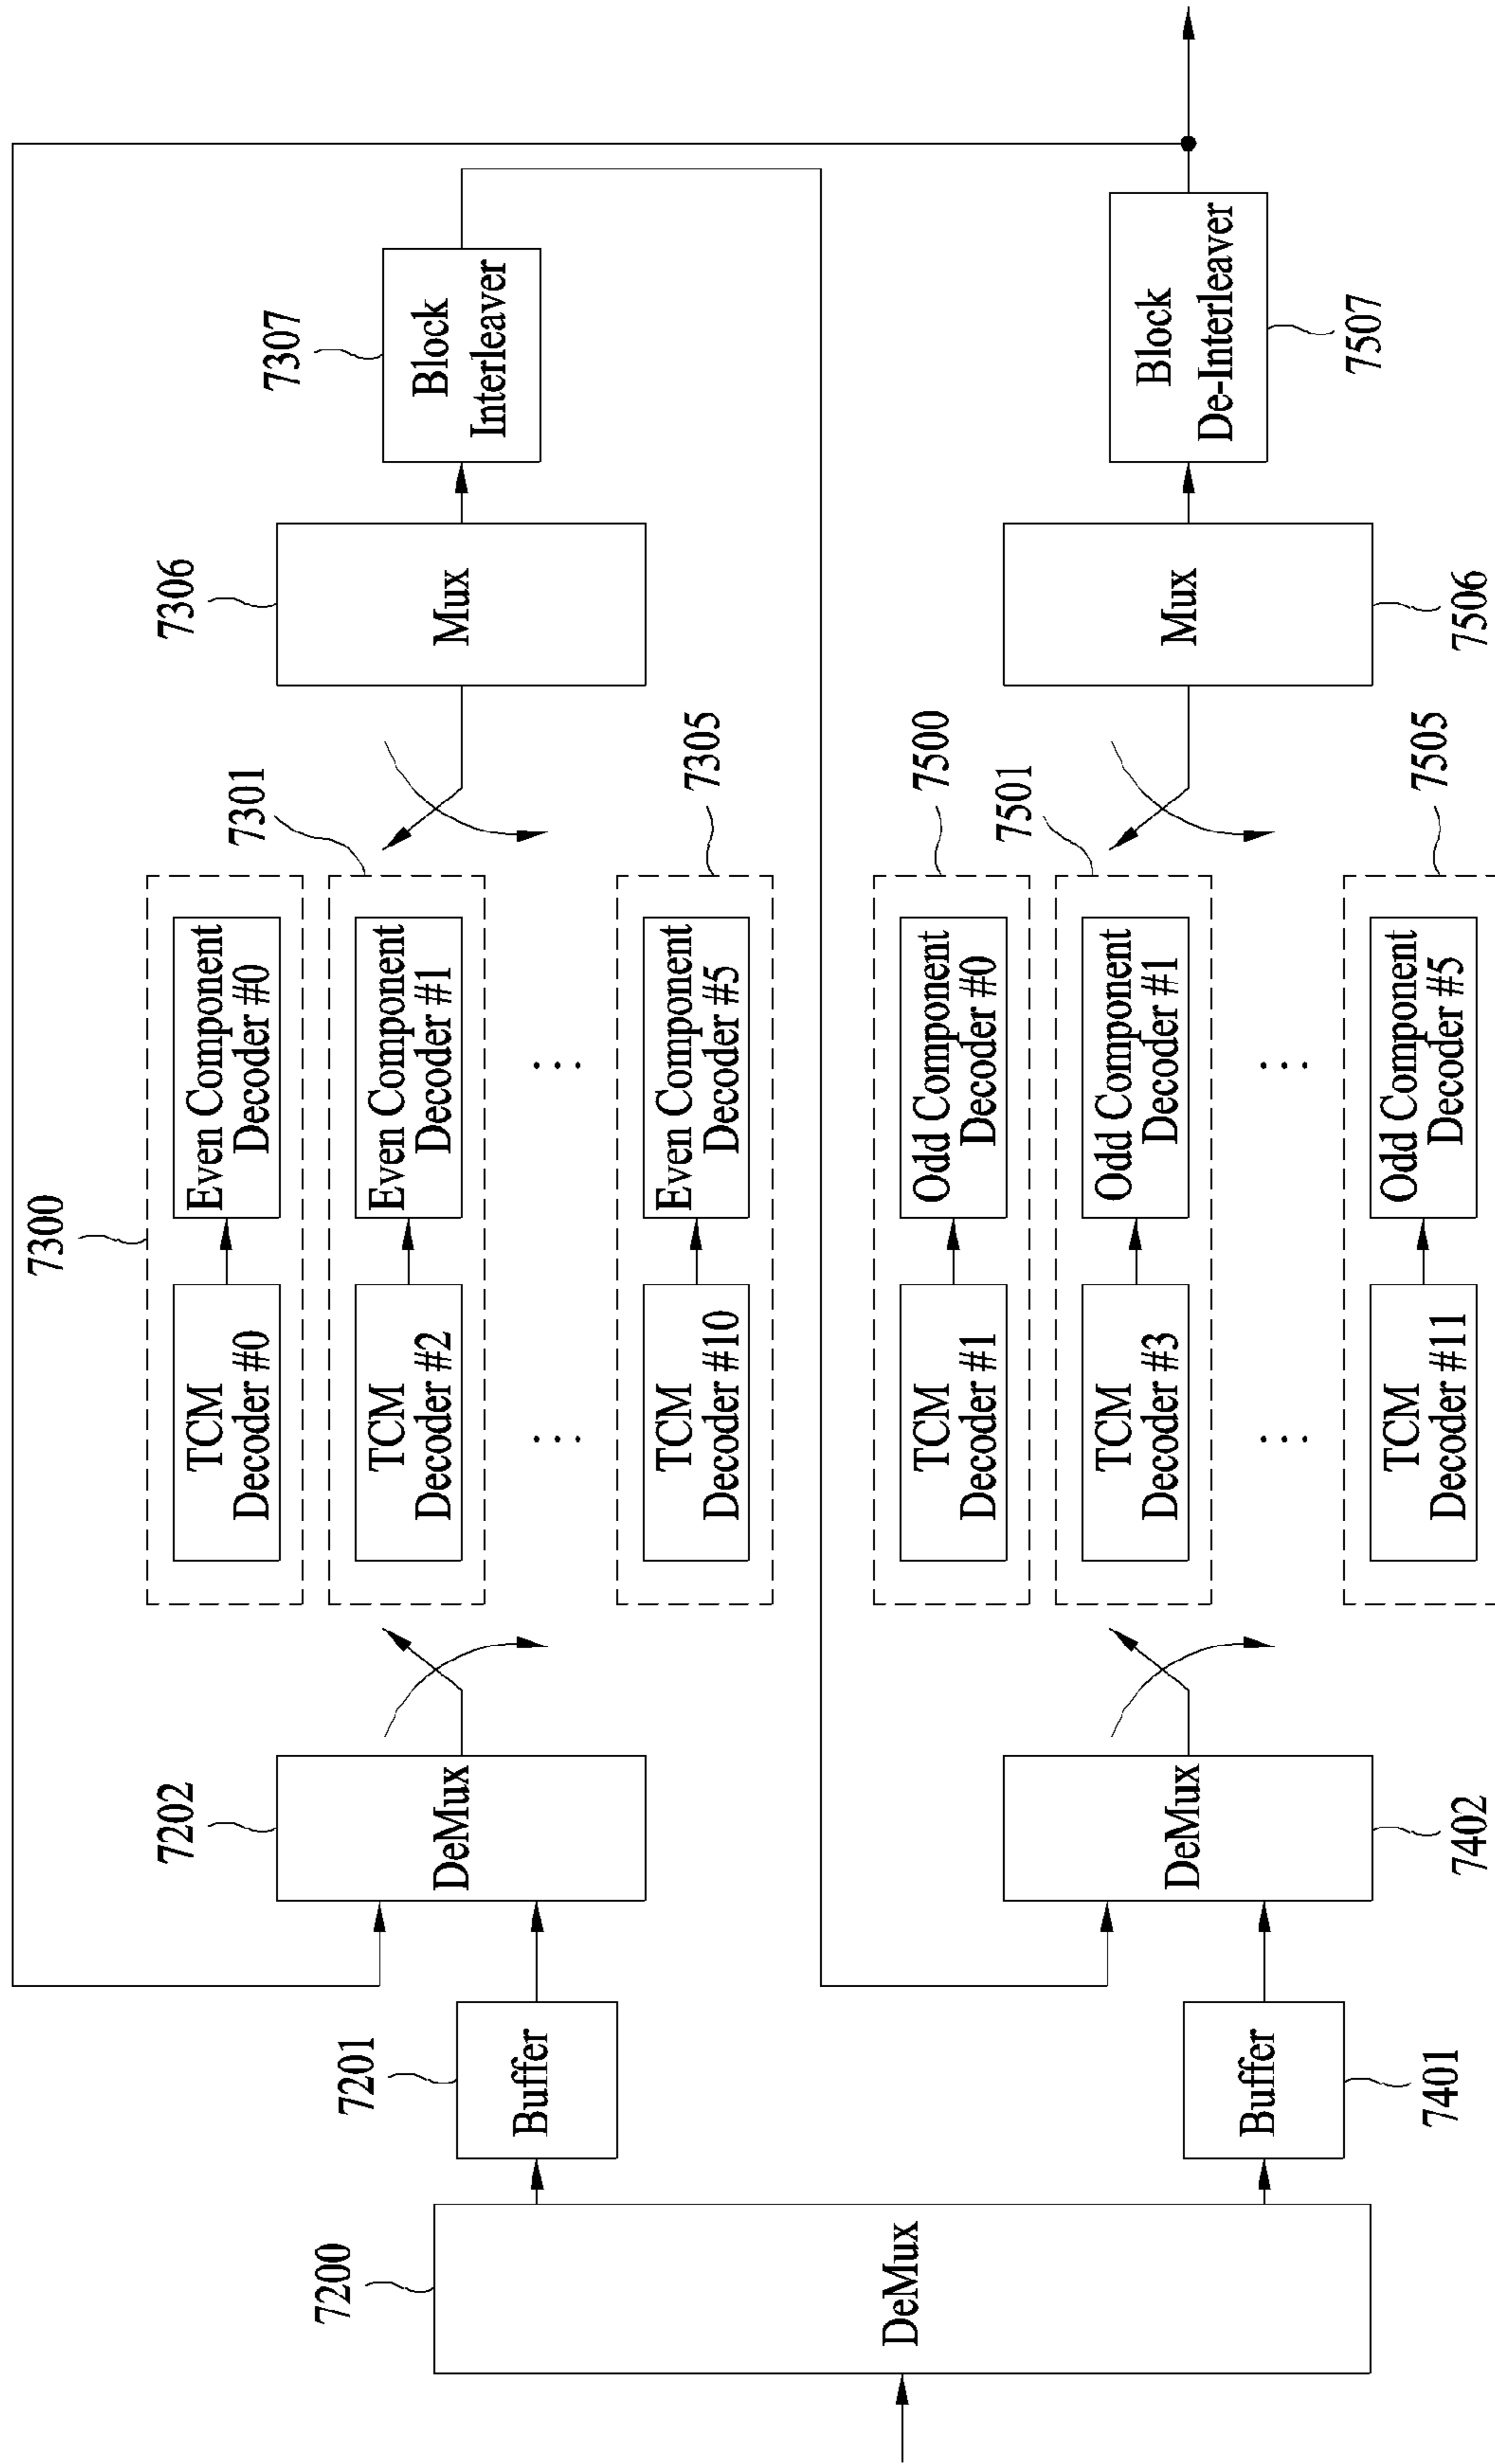 7200
DeMux
7201
Buffer
7202
DeMux
7300
TCM
Decoder #0
Even Component
Decoder #0
7301
TCM
Decoder #2
Even Component
Decoder #1
...
...
7305
TCM
Decoder #10
Even Component
Decoder #5
7306
Mux
7307
Block
Interleaver
7401
Buffer
7402
DeMux
7500
TCM
Decoder #1
Odd Component
Decoder #0
7501
TCM
Decoder #3
Odd Component
Decoder #1
...
...
7505
TCM
Decoder #11
Odd Component
Decoder #5
7506
Mux
7507
Block
De-Interleaver